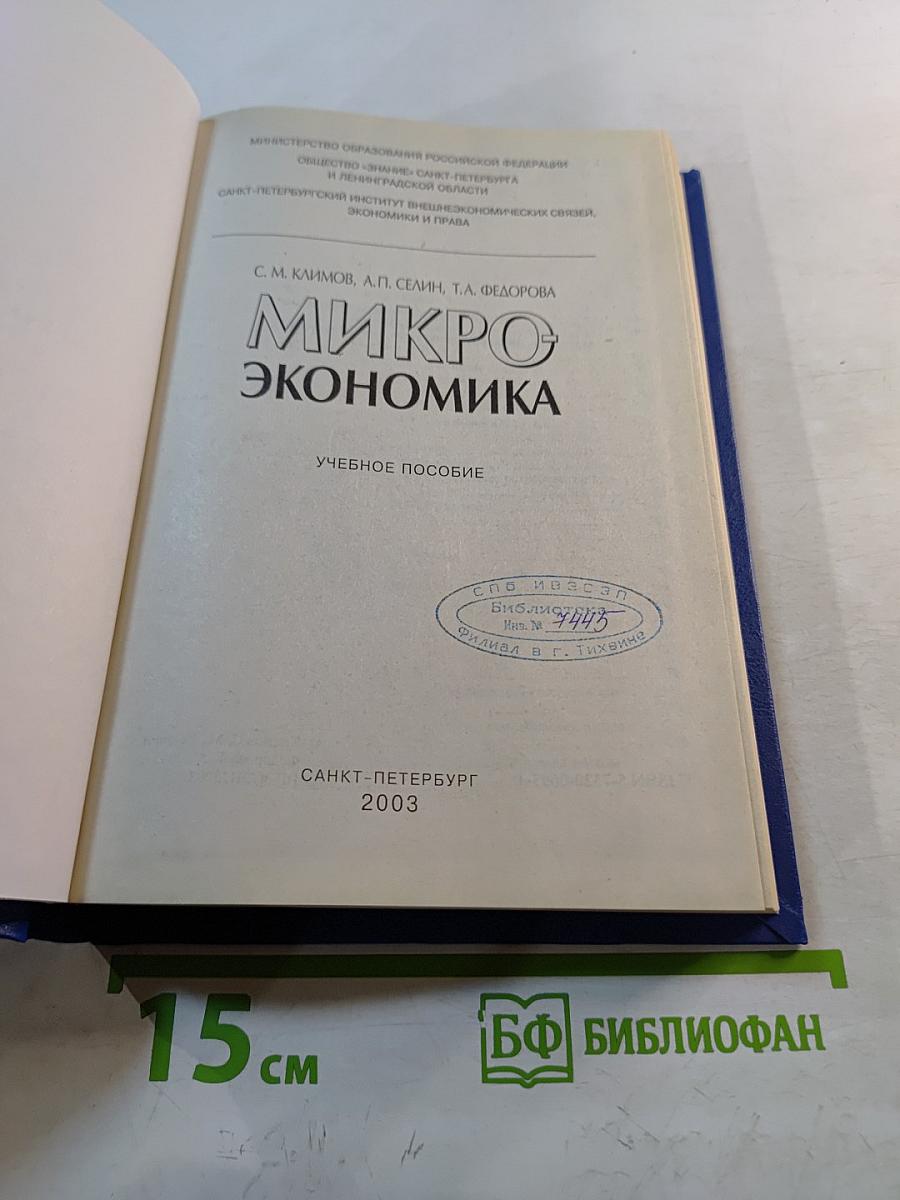 МИНИСТЕРСТВО ОБРАЗОВАНИЯ РОССИЙСКОЙ ФЕДЕРАЦИИ
ОБЩЕСТВО «ЗНАНИЕ» САНКТ-ПЕТЕРБУРГА
И ЛЕНИНГРАДСКОЙ ОБЛАСТИ
САНКТ-ПЕТЕРБУРГСКИЙ ИНСТИТУТ ВНЕШНЕЭКОНОМИЧЕСКИХ СВЯЗЕЙ,
ЭКОНОМИКИ И ПРАВА
С. М. КЛИМОВ, А.П. СЕЛИН, Т.А. ФЕДОРОВА
МИКРО-
ЭКОНОМИКА
УЧЕБНОЕ ПОСОБИЕ
СПБ ИВЭСЭП
Библиотека
Инв. № 7445
Филиал в г. Тихвине
САНКТ-ПЕТЕРБУРГ
2003
15 см
БФ БИБЛИОФАН